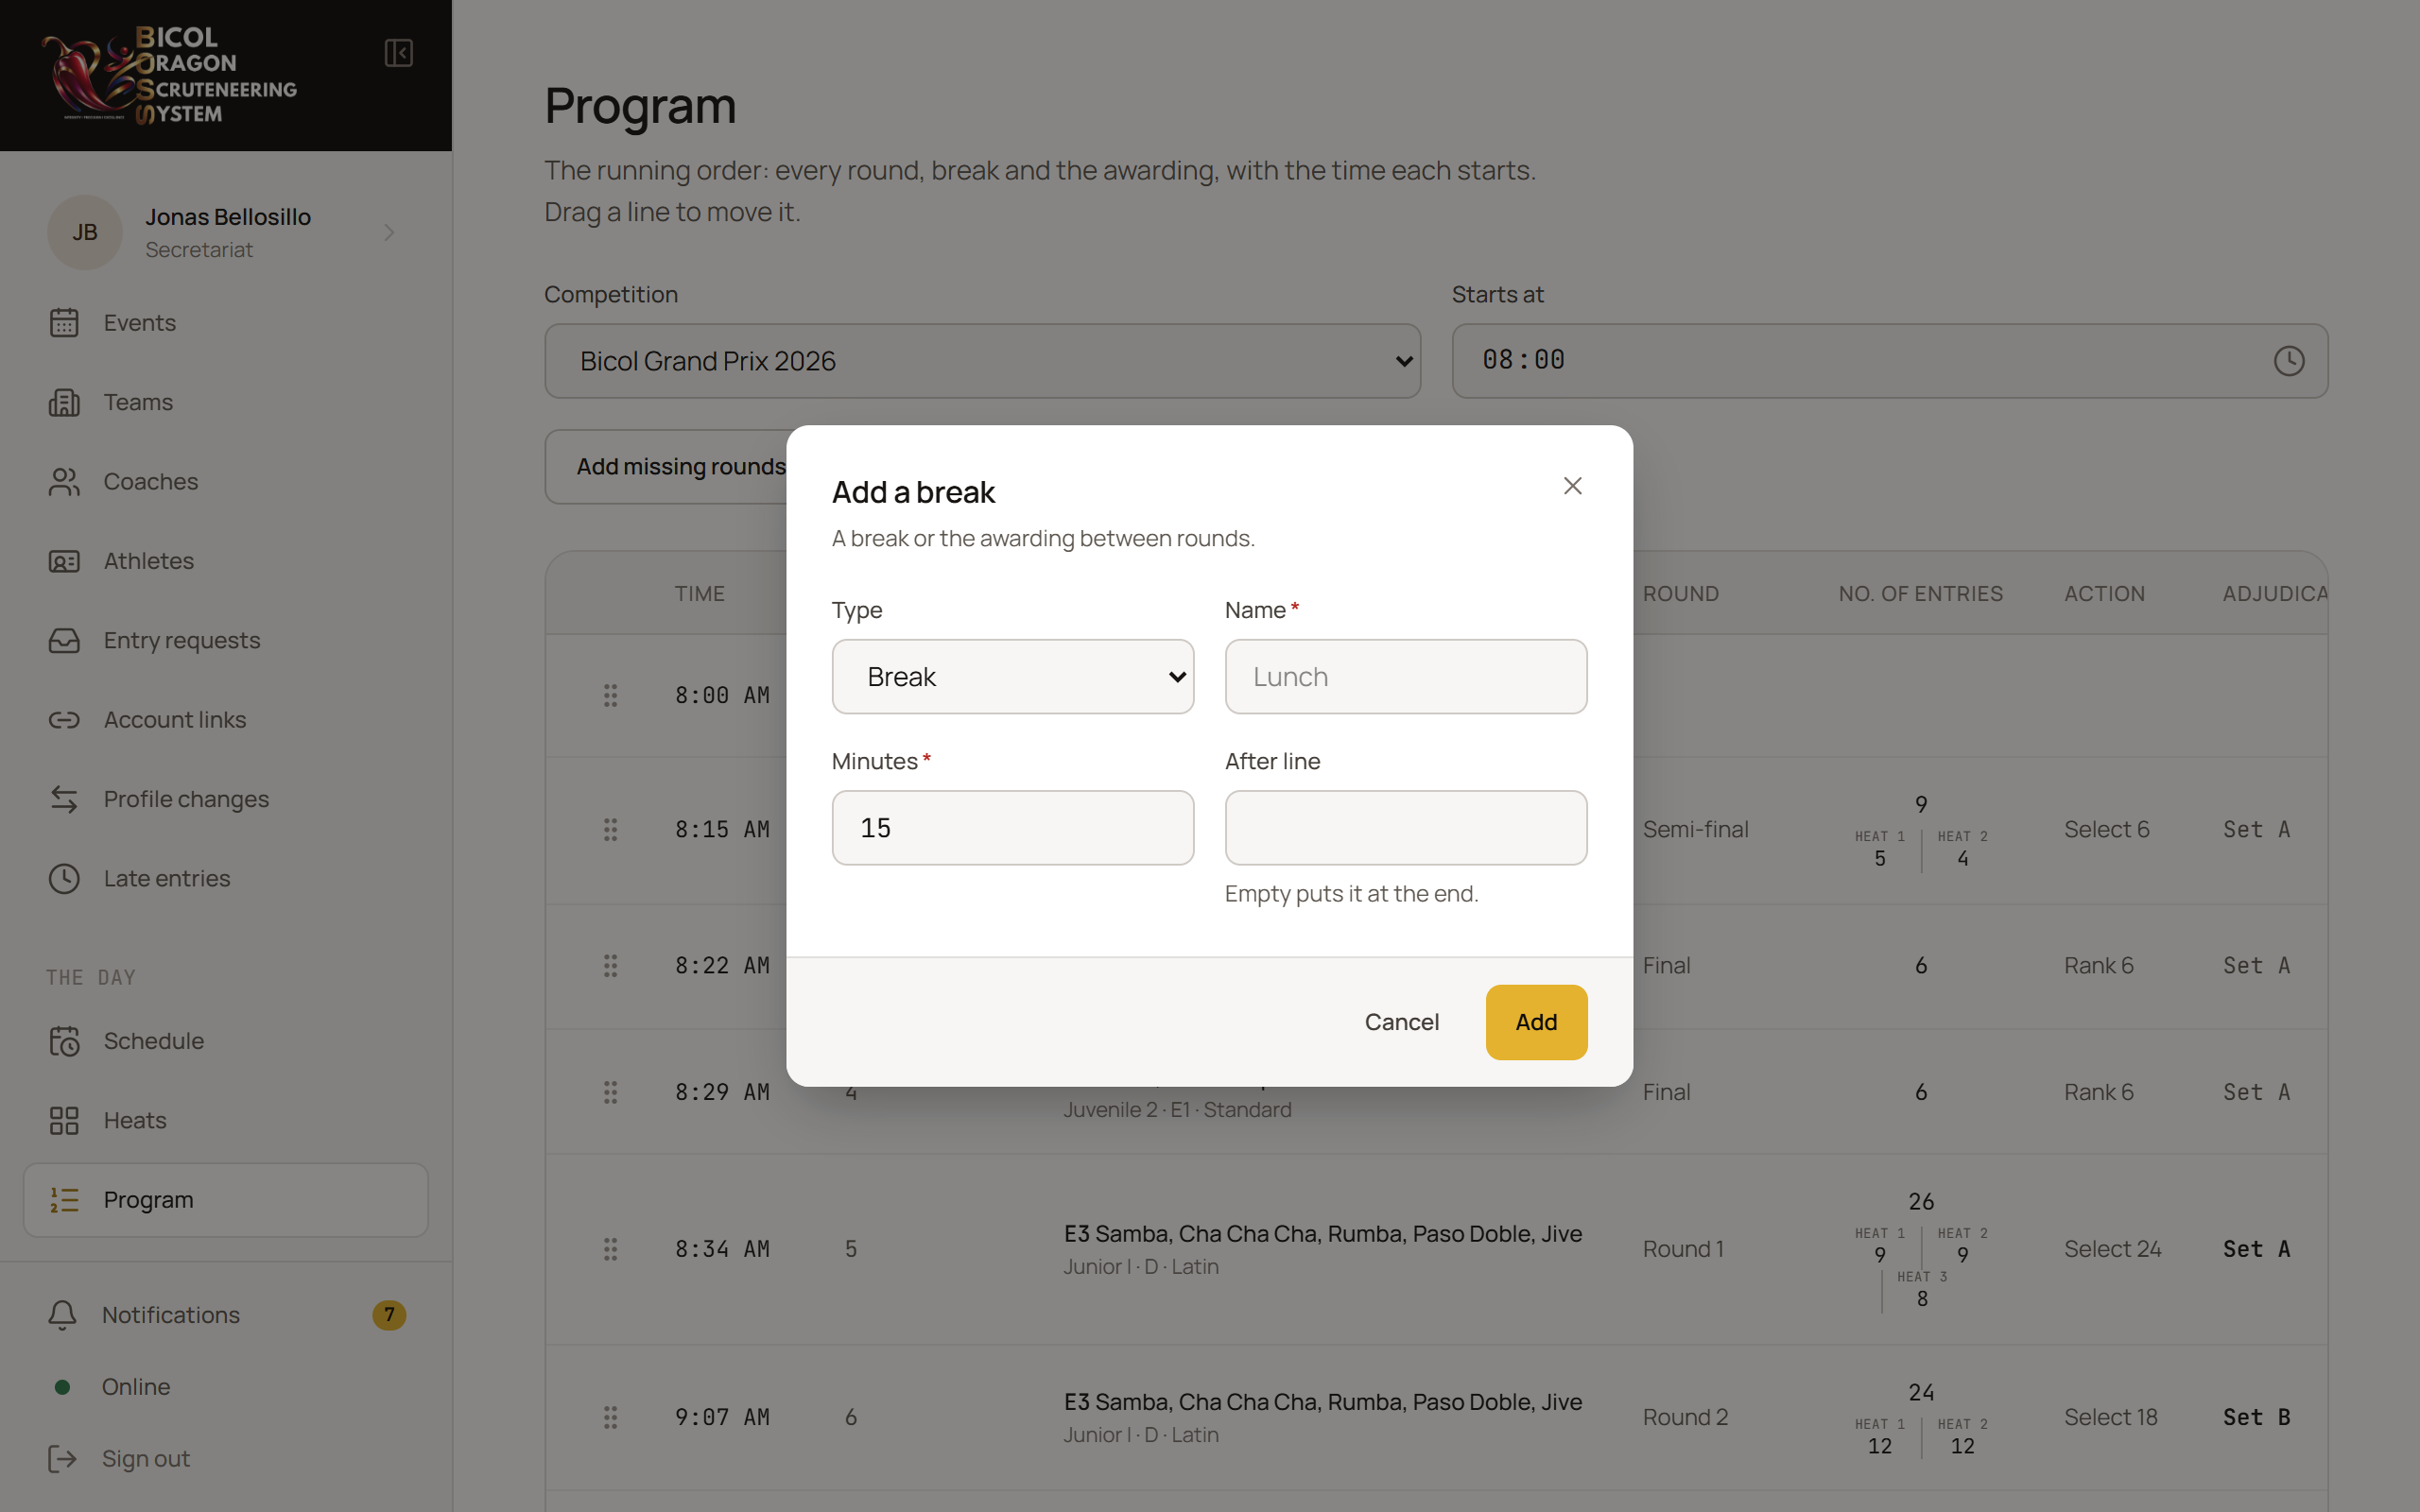 BICOL
DRAGON
SCRUTENEERING
SYSTEM
JB
Jonas Bellosillo
Secretariat
Events
Teams
Coaches
Athletes
Entry requests
Account links
Profile changes
Late entries
THE DAY
Schedule
Heats
Program
Notifications
7
Online
Sign out
Program
The running order: every round, break and the awarding, with the time each starts.
Drag a line to move it.
Competition
Starts at
Bicol Grand Prix 2026
08:00
Add missing rounds
TIME
ROUND
NO. OF ENTRIES
ACTION
ADJUDICA
8:00 AM
8:15 AM
Semi-final
9
HEAT 1
HEAT 2
5
4
Select 6
Set A
8:22 AM
Final
6
Rank 6
Set A
8:29 AM
4
Juvenile 2 · E1 · Standard
Final
6
Rank 6
Set A
8:34 AM
5
E3 Samba, Cha Cha Cha, Rumba, Paso Doble, Jive
Junior I · D · Latin
Round 1
26
HEAT 1
HEAT 2
9
9
HEAT 3
8
Select 24
Set A
9:07 AM
6
E3 Samba, Cha Cha Cha, Rumba, Paso Doble, Jive
Junior I · D · Latin
Round 2
24
HEAT 1
HEAT 2
12
12
Select 18
Set B
Add a break
A break or the awarding between rounds.
Type
Name *
Break
Lunch
Minutes *
After line
15
Empty puts it at the end.
Cancel
Add